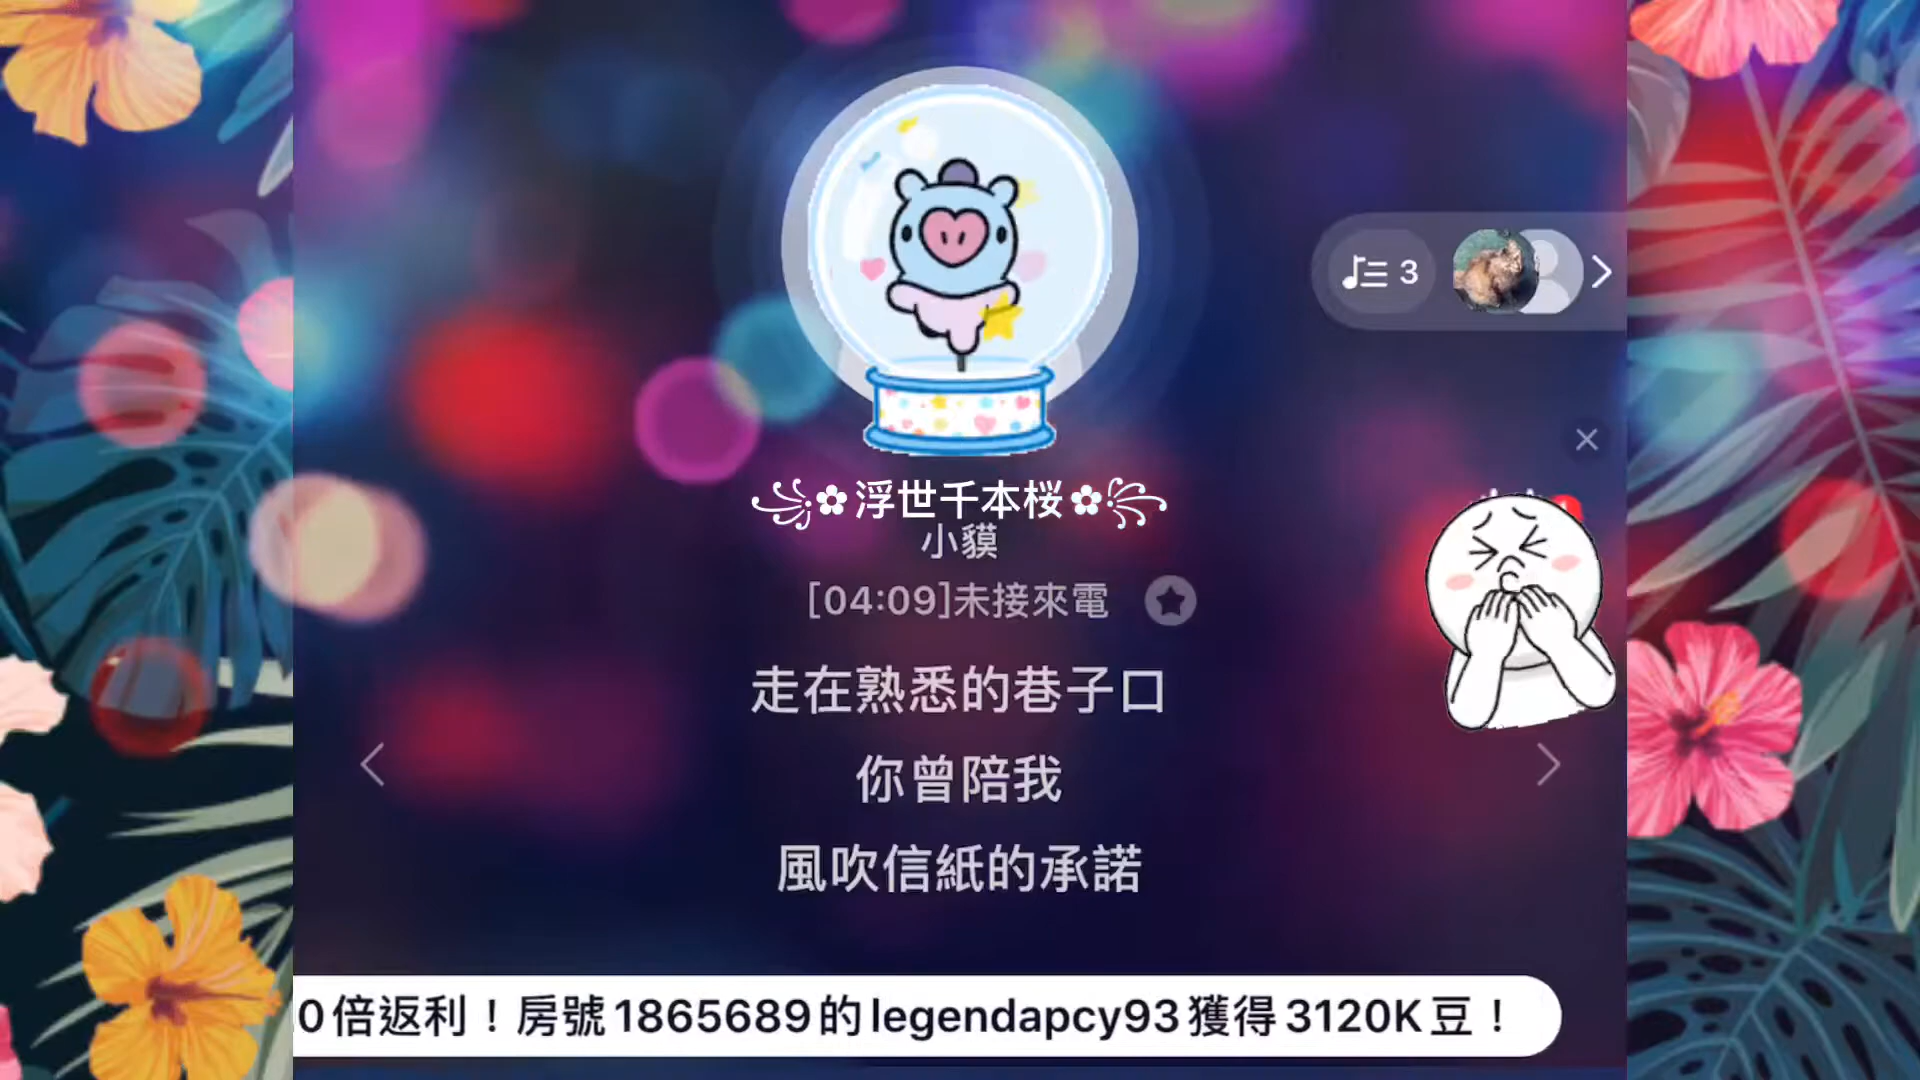 3
꧁✿浮世千本桜✿꧂
小貘
[04:09]未接來電
走在熟悉的巷子口
你曾陪我
風吹信紙的承諾
0倍返利！房號1865689的legendapcy93獲得3120K豆！